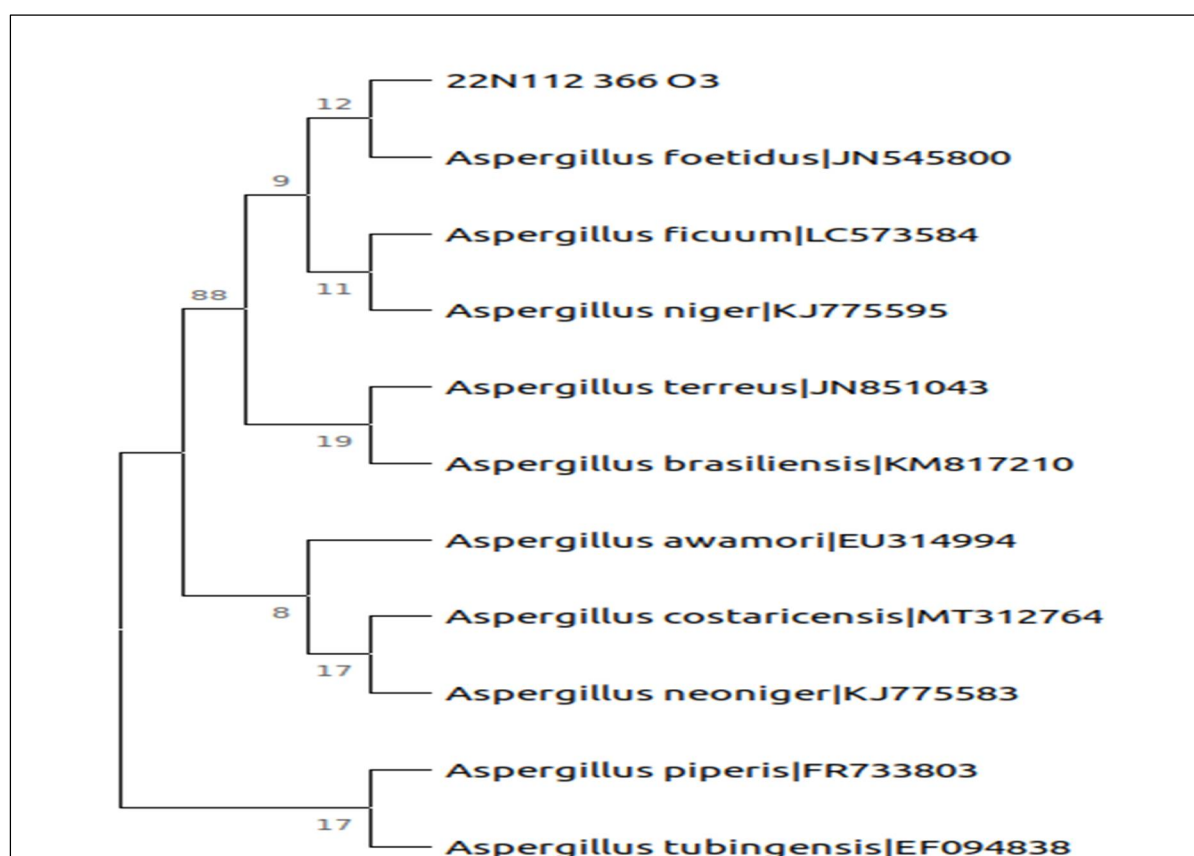 22N112 366 O3
12
Aspergillus foetidus|JN545800
9
Aspergillus ficuum|LC573584
88
11
Aspergillus niger|KJ775595
Aspergillus terreus|JN851043
19
Aspergillus brasiliensis|KM817210
Aspergillus awamori|EU314994
8
Aspergillus costaricensis|MT312764
17
Aspergillus neoniger|KJ775583
Aspergillus piperis|FR733803
17
Aspergillus tubingensis|EF094838